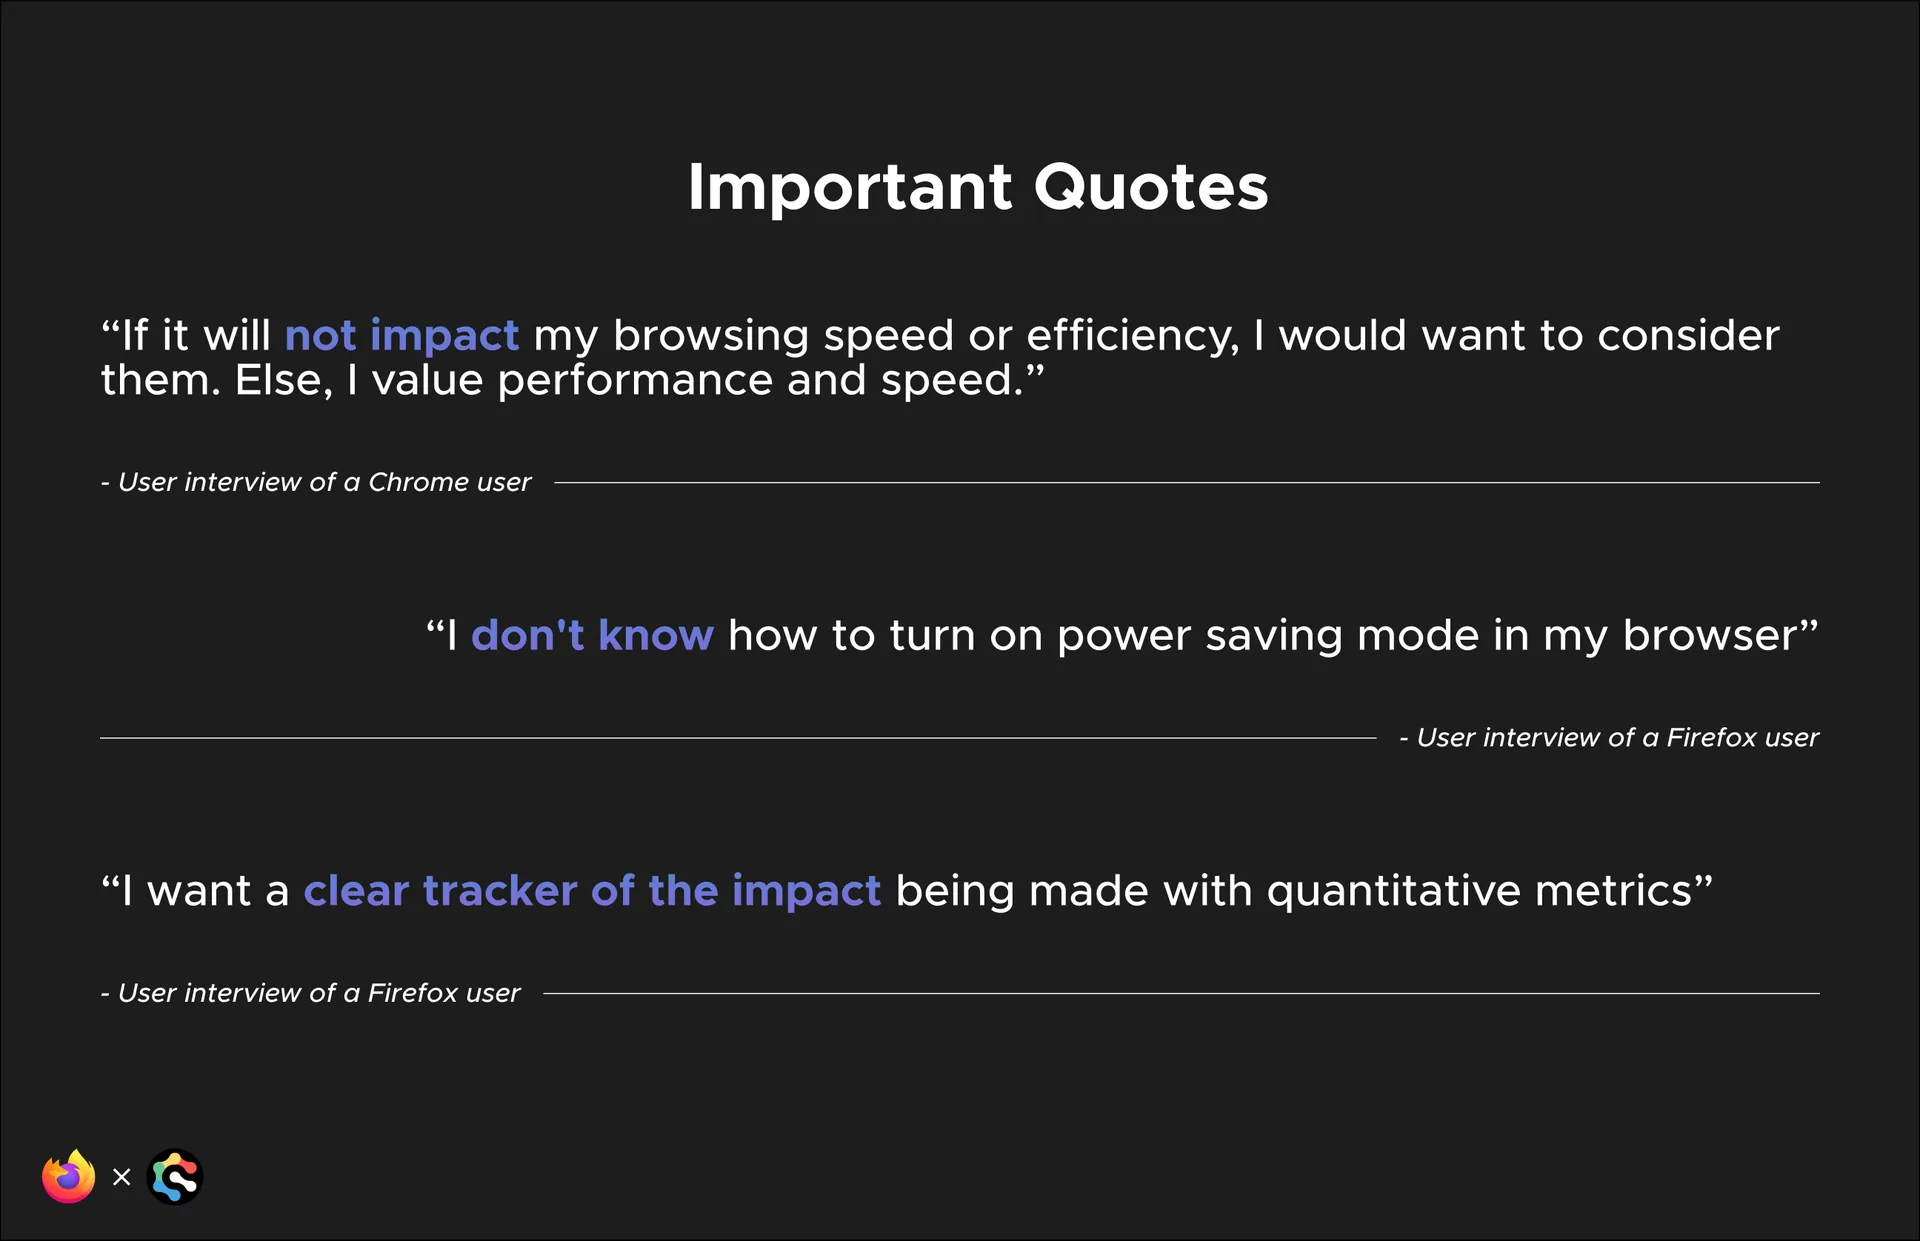 Important Quotes
“If it will not impact my browsing speed or efficiency, I would want to consider
them. Else, I value performance and speed.”
- User interview of a Chrome user
“I don't know how to turn on power saving mode in my browser”
- User interview of a Firefox user
“I want a clear tracker of the impact being made with quantitative metrics”
- User interview of a Firefox user
×